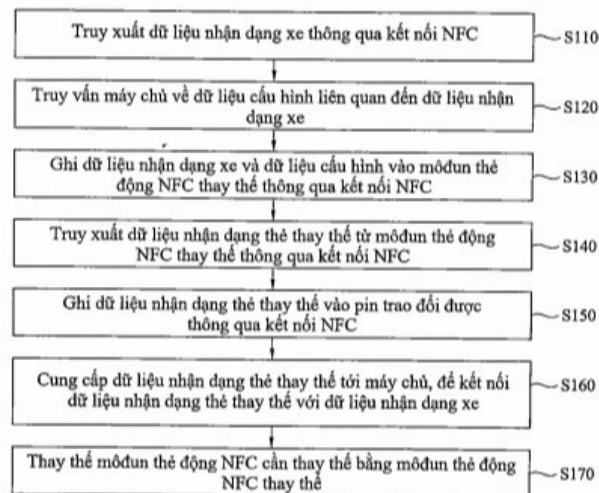 Truy xuất dữ liệu nhận dạng xe thông qua kết nối NFC
S110
Truy vấn máy chủ về dữ liệu cấu hình liên quan đến dữ liệu nhận
dạng xe
S120
Ghi dữ liệu nhận dạng xe và dữ liệu cấu hình vào môđun thẻ
động NFC thay thế thông qua kết nối NFC
S130
Truy xuất dữ liệu nhận dạng thẻ thay thế từ môđun thẻ động
NFC thay thế thông qua kết nối NFC
S140
Ghi dữ liệu nhận dạng thẻ thay thế vào pin trao đổi được
thông qua kết nối NFC
S150
Cung cấp dữ liệu nhận dạng thẻ thay thế tới máy chủ, để kết nối
dữ liệu nhận dạng thẻ thay thế với dữ liệu nhận dạng xe
S160
Thay thế môđun thẻ động NFC cần thay thế bằng môđun thẻ động
NFC thay thế
S170